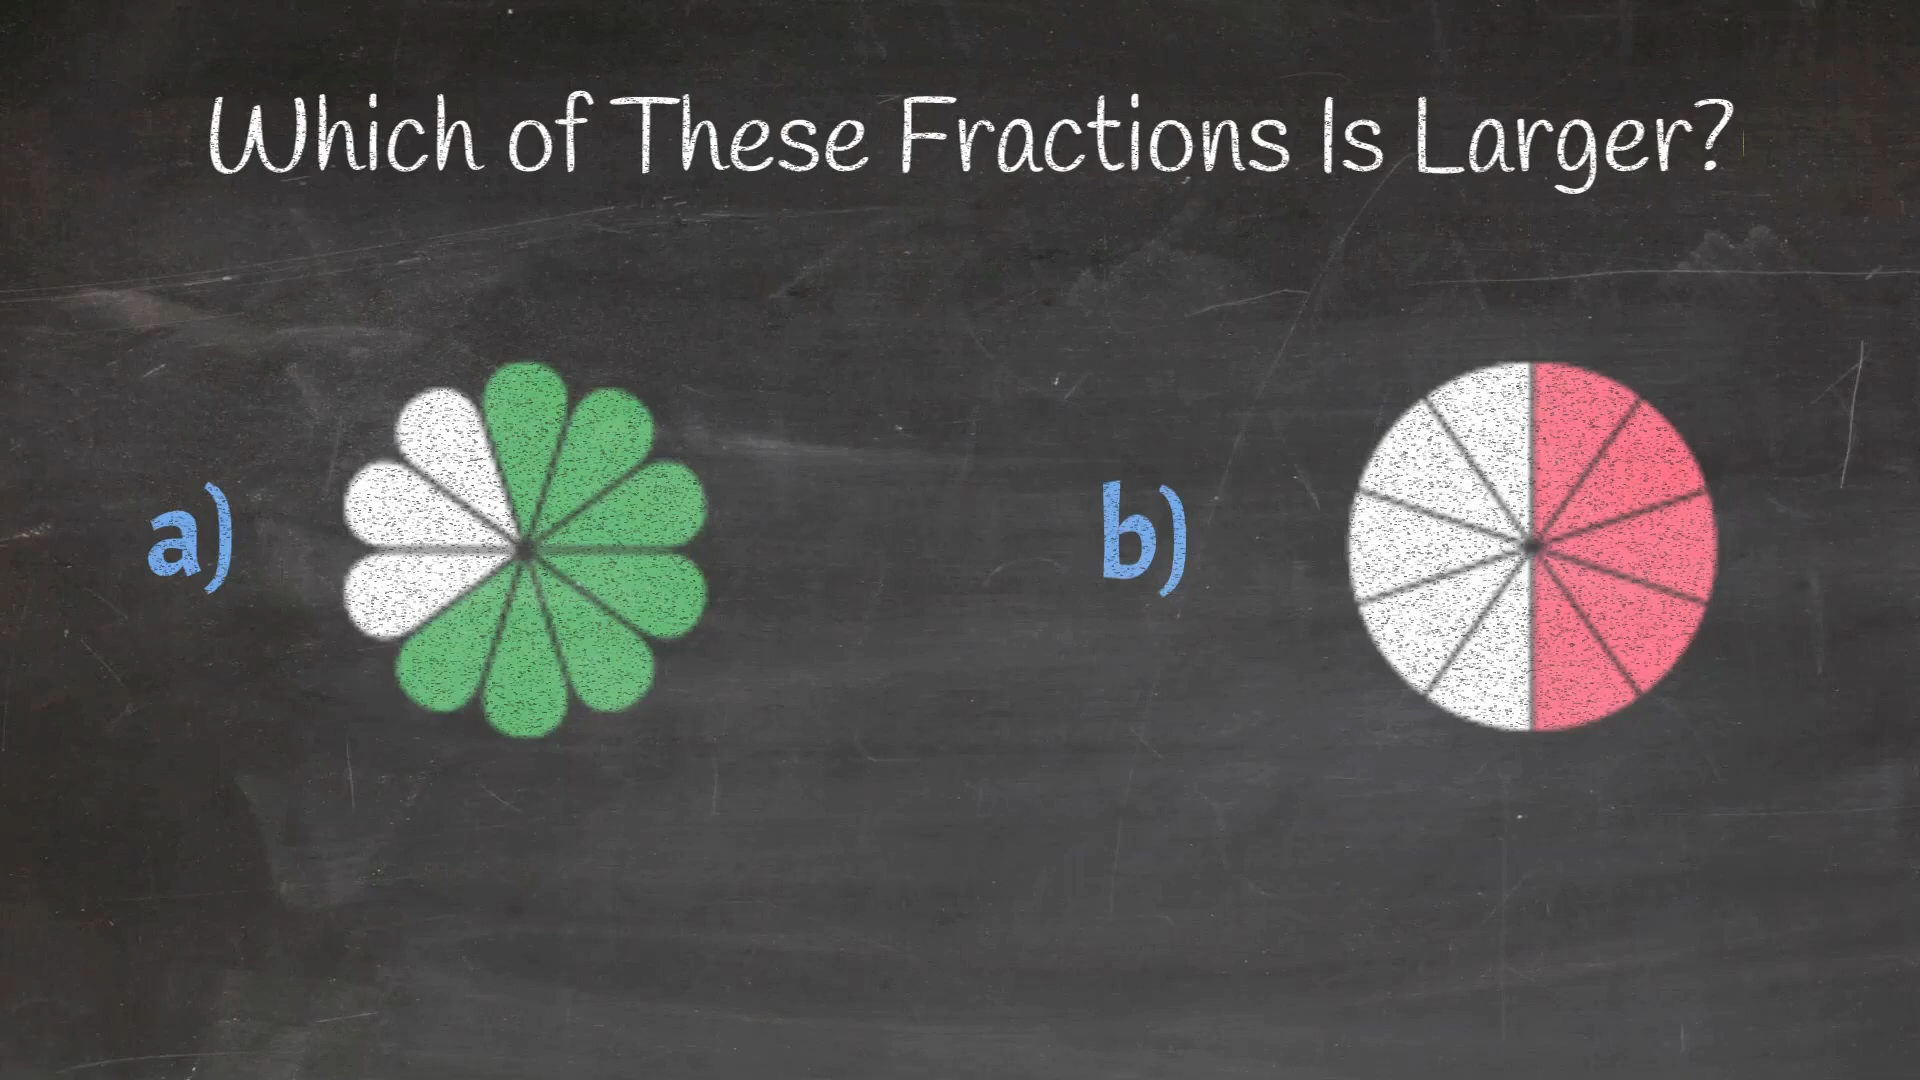 Which of These Fractions Is Larger?
a)
b)